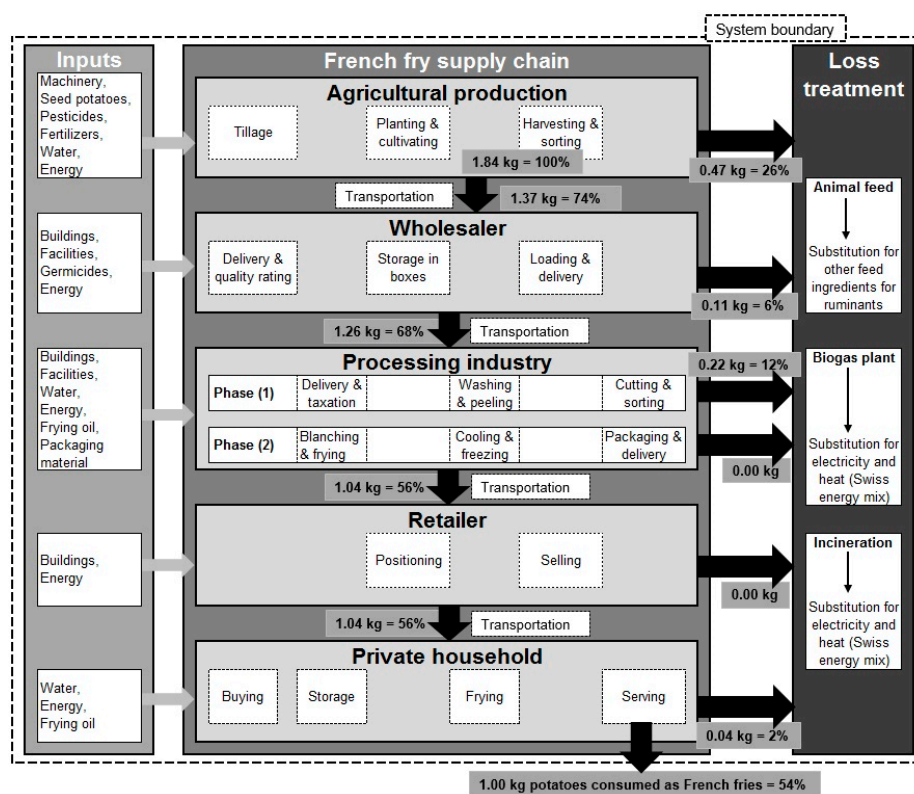 System boundary
Inputs
French fry supply chain
Loss
treatment
Machinery,
Seed potatoes,
Pesticides,
Fertilizers,
Water,
Energy
Agricultural production
Tillage
Planting &
cultivating
Harvesting &
sorting
1.84 kg = 100%
0.47 kg = 26%
Transportation
1.37 kg = 74%
Animal feed
Substitution for
other feed
ingredients for
ruminants
Buildings,
Facilities,
Germicides,
Energy
Wholesaler
Delivery &
quality rating
Storage in
boxes
Loading &
delivery
0.11 kg = 6%
1.26 kg = 68%
Transportation
Buildings,
Facilities,
Water,
Energy,
Frying oil,
Packaging
material
Processing industry
0.22 kg = 12%
Phase (1)
Delivery &
taxation
Washing
& peeling
Cutting &
sorting
Phase (2)
Blanching
& frying
Cooling &
freezing
Packaging &
delivery
0.00 kg
Biogas plant
Substitution for
electricity and
heat (Swiss
energy mix)
1.04 kg = 56%
Transportation
Buildings,
Energy
Retailer
Positioning
Selling
0.00 kg
Incineration
Substitution for
electricity and
heat (Swiss
energy mix)
1.04 kg = 56%
Transportation
Water,
Energy,
Frying oil
Private household
Buying
Storage
Frying
Serving
0.04 kg = 2%
1.00 kg potatoes consumed as French fries = 54%